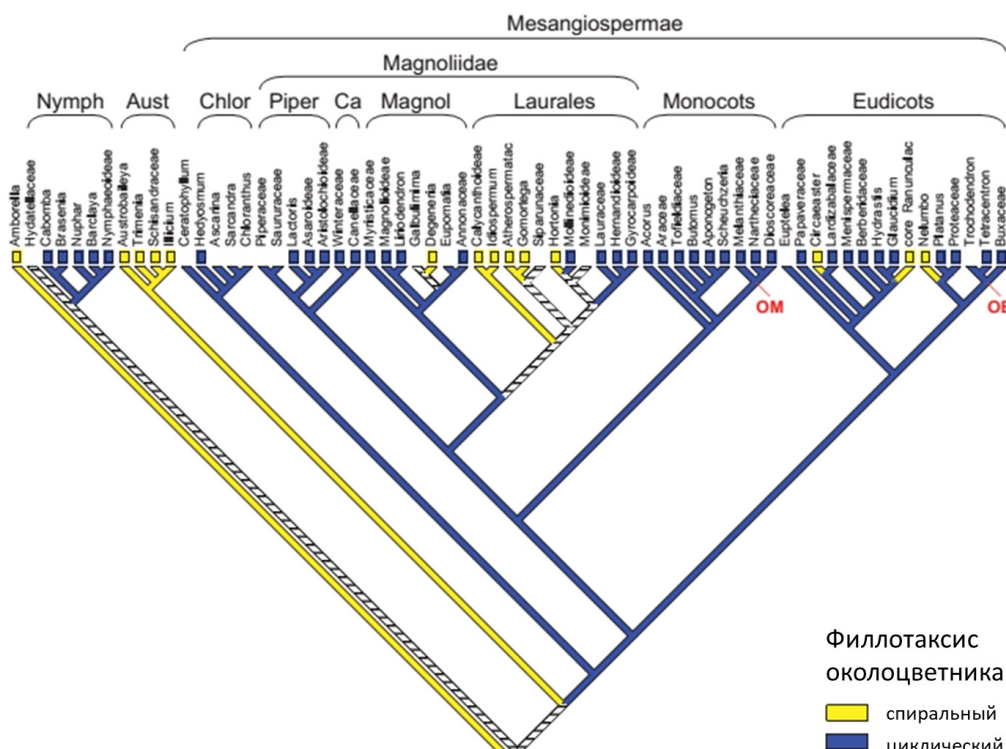 Mesangiospermae
Magnoliidae
Nymph Aust Chlor Piper Ca Magnol Laurales Monocots Eudicots
Amborella
Hydatellaceae
Cabomba
Brasenia
Nuphar
Barclaya
Nymphaeoideae
Austrobaileya
Trimenia
Schisandraceae
Illicium
Ceratophyllum
Hedyosmum
Ascarina
Sarcandra
Chloranthus
Piperaceae
Saururaceae
Lactoris
Asaroideae
Aristolochioideae
Winteraceae
Canellaceae
Myristicaceae
Magnolioideae
Liriodendron
Galbulimima
Degeneria
Eupomatia
Annonaceae
Calycanthoideae
Idiospermum
Atherospermatac
Gomortega
Siparunaceae
Hortonia
Mollinedioideae
Monimioideae
Lauraceae
Hernandioideae
Gyrocarpoideae
Acorus
Araceae
Tofieldiaceae
Butomus
Aponogeton
Scheuchzeria
Melanthiaceae
Nartheciaceae
Dioscoreaceae
Euptelea
Papaveraceae
Circaeaster
Lardizabalaceae
Menispermaceae
Berberidaceae
Hydrastis
Glaucidium
core Ranunculac
Nelumbo
Platanus
Proteaceae
Trochodendron
Tetracentron
Buxaceae
OM
OE
Филлотаксис
околоцветника
спиральный
циклический